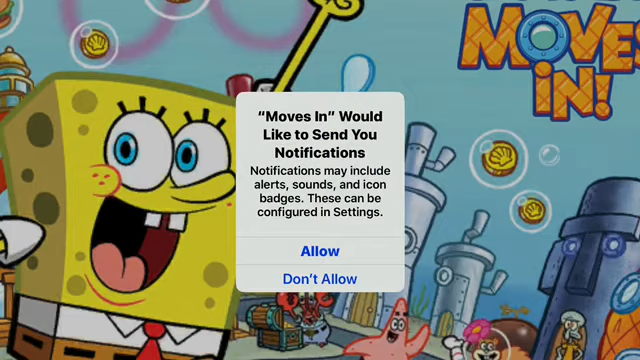 MOVES
IN!
“Moves In” Would
Like to Send You
Notifications
Notifications may include
alerts, sounds, and icon
badges. These can be
configured in Settings.
Allow
Don’t Allow